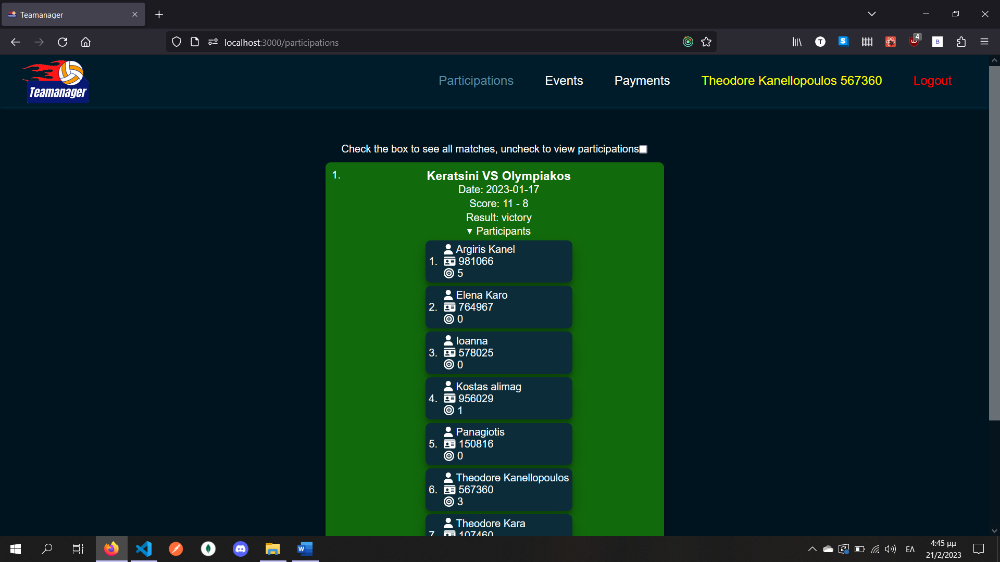 Teamanager
localhost:3000/participations
4
Teamanager
Participations
Events
Payments
Theodore Kanellopoulos 567360
Logout
Check the box to see all matches, uncheck to view participations
1.
Keratsini VS Olympiakos
Date: 2023-01-17
Score: 11 - 8
Result: victory
▼ Participants
Argiris Kanel
1. 981066
5
Elena Karo
2. 764967
0
Ioanna
3. 578025
0
Kostas alimag
4. 956029
1
Panagiotis
5. 150816
0
Theodore Kanellopoulos
6. 567360
3
Theodore Kara
7. 107460
ΕΛ
4:45 μμ
21/2/2023